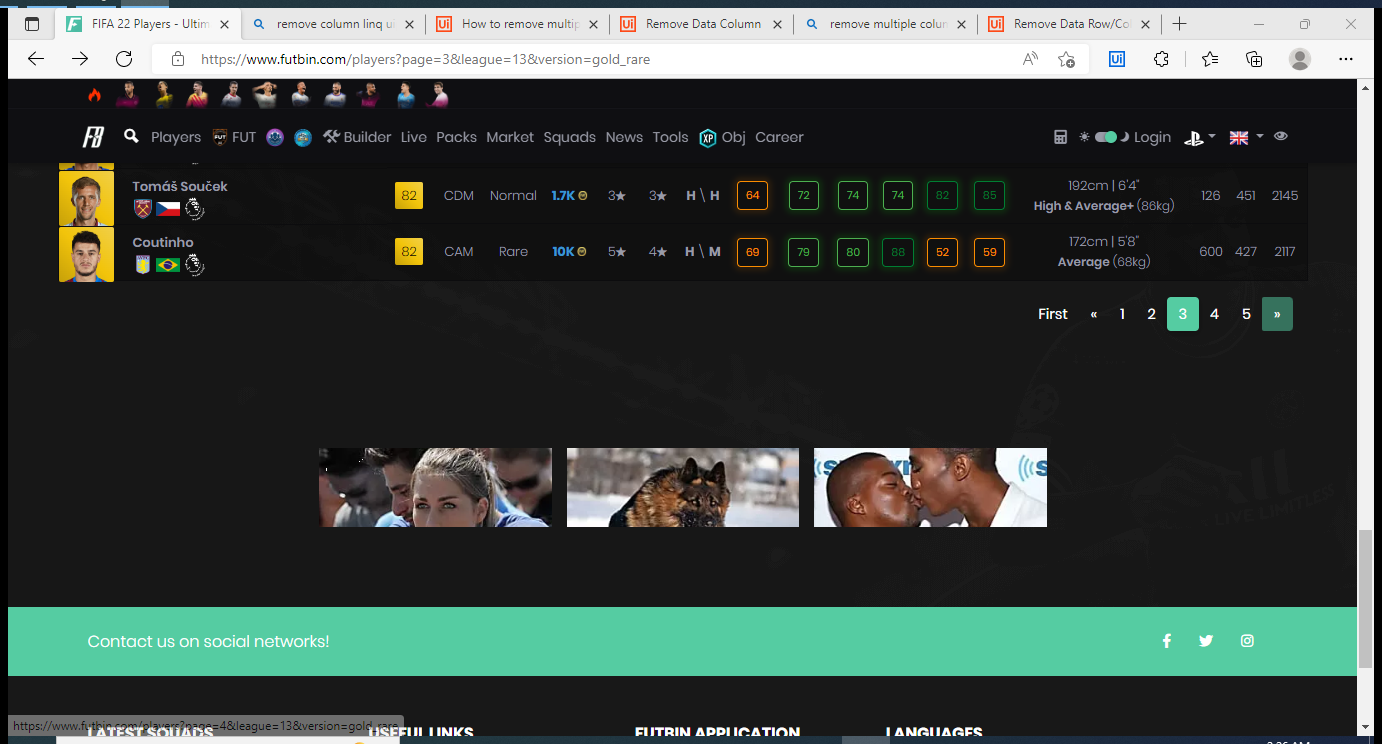 FIFA 22 Players - Ultim
remove column linq ui
How to remove multip
Remove Data Column
remove multiple colum
Remove Data Row/Col
https://www.futbin.com/players?page=3&league=13&version=gold_rare
Players FUT Builder Live Packs Market Squads News Tools XP Obj Career Login
Tomáš Souček
82 CDM Normal 1.7K 3★ 3★ H \ H 64 72 74 74 82 85 192cm | 6'4" 126 451 2145
High & Average+ (86kg)
Coutinho
82 CAM Rare 10K 5★ 4★ H \ M 69 79 80 88 52 59 172cm | 5'8" 600 427 2117
Average (68kg)
First « 1 2 3 4 5 »
LIVE LIMITLESS
Contact us on social networks!
https://www.futbin.com/players?page=4&league=13&version=gold_rare
LATEST SQUADS USEFUL LINKS FUTBIN APPLICATION LANGUAGES